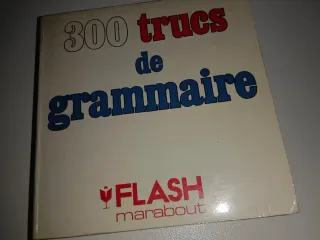 300 trucs
de
grammaire
FLASH
marabout